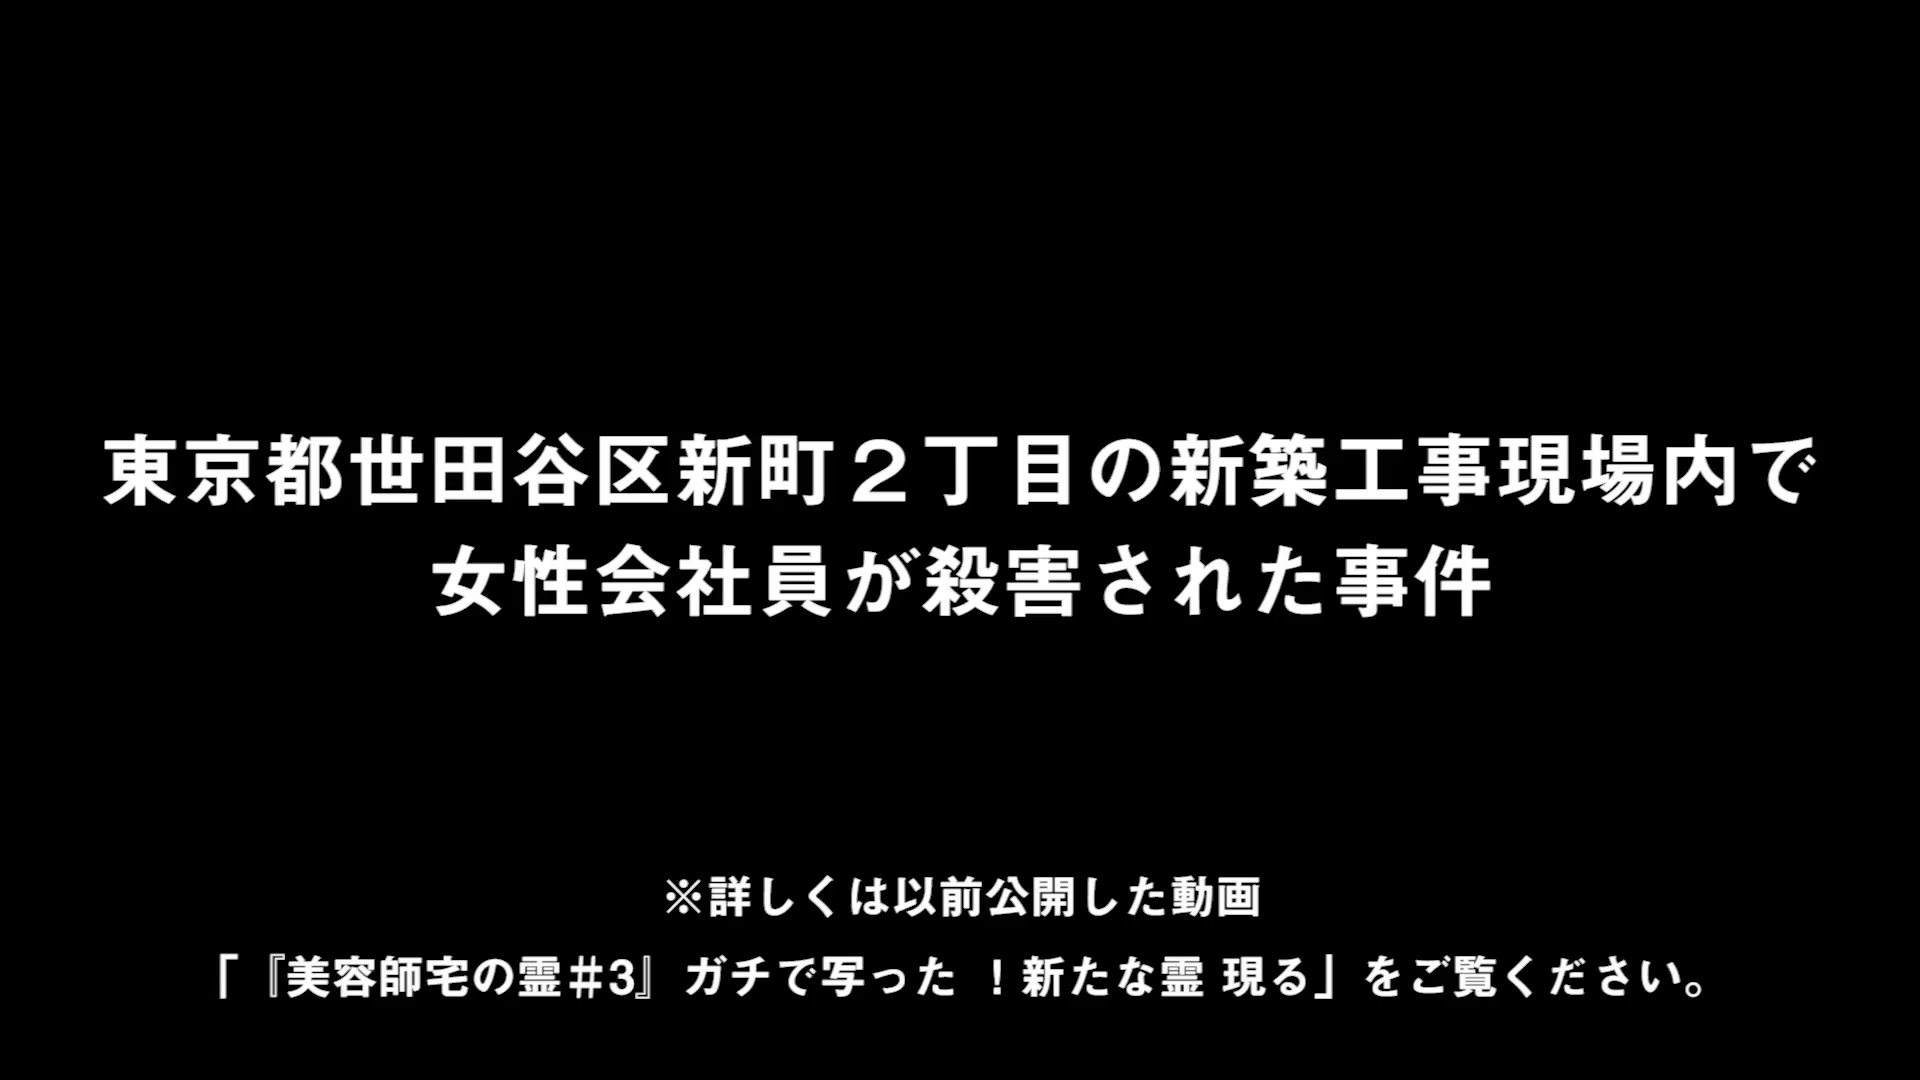 東京都世田谷区新町２丁目の新築工事現場内で
女性会社員が殺害された事件
※詳しくは以前公開した動画
「『美容師宅の霊＃3』ガチで写った ！新たな霊 現る」をご覧ください。